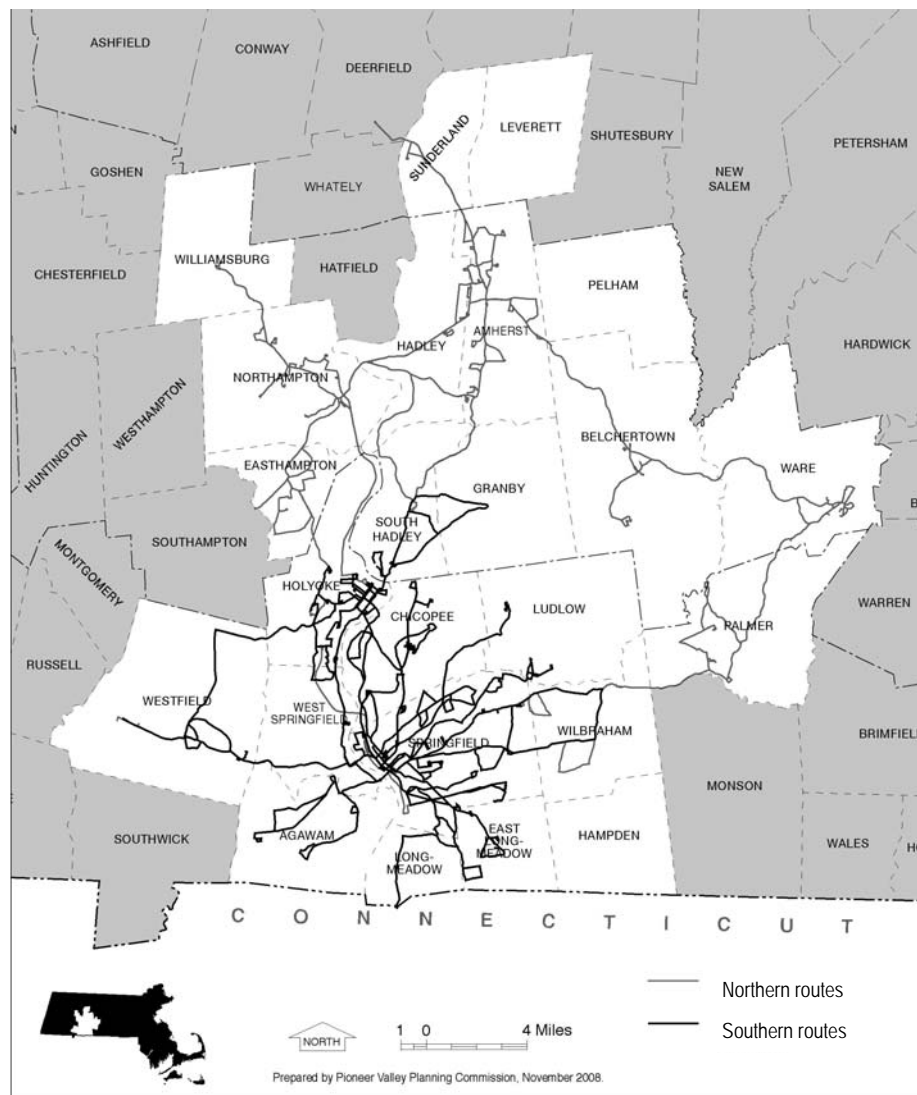 ASHFIELD
CONWAY
DEERFIELD
SUNDERLAND
LEVERETT
SHUTESBURY
PETERSHAM
NEW
SALEM
GOSHEN
WHATELY
WILLIAMSBURG
HATFIELD
CHESTERFIELD
PELHAM
AMHERST
HADLEY
HARDWICK
NORTHAMPTON
WESTHAMPTON
HUNTINGTON
BELCHERTOWN
EASTHAMPTON
WARE
GRANBY
SOUTH
HADLEY
SOUTHAMPTON
MONTGOMERY
HOLYOKE
CHICOPEE
LUDLOW
WARREN
PALMER
RUSSELL
WESTFIELD
WEST
SPRINGFIELD
SPRINGFIELD
WILBRAHAM
BRIMFIEL
MONSON
SOUTHWICK
AGAWAM
LONG-
MEADOW
EAST
LONG-
MEADOW
HAMPDEN
WALES
CONNECTICUT
Northern routes
Southern routes
NORTH
1 0 4 Miles
Prepared by Pioneer Valley Planning Commission, November 2008.